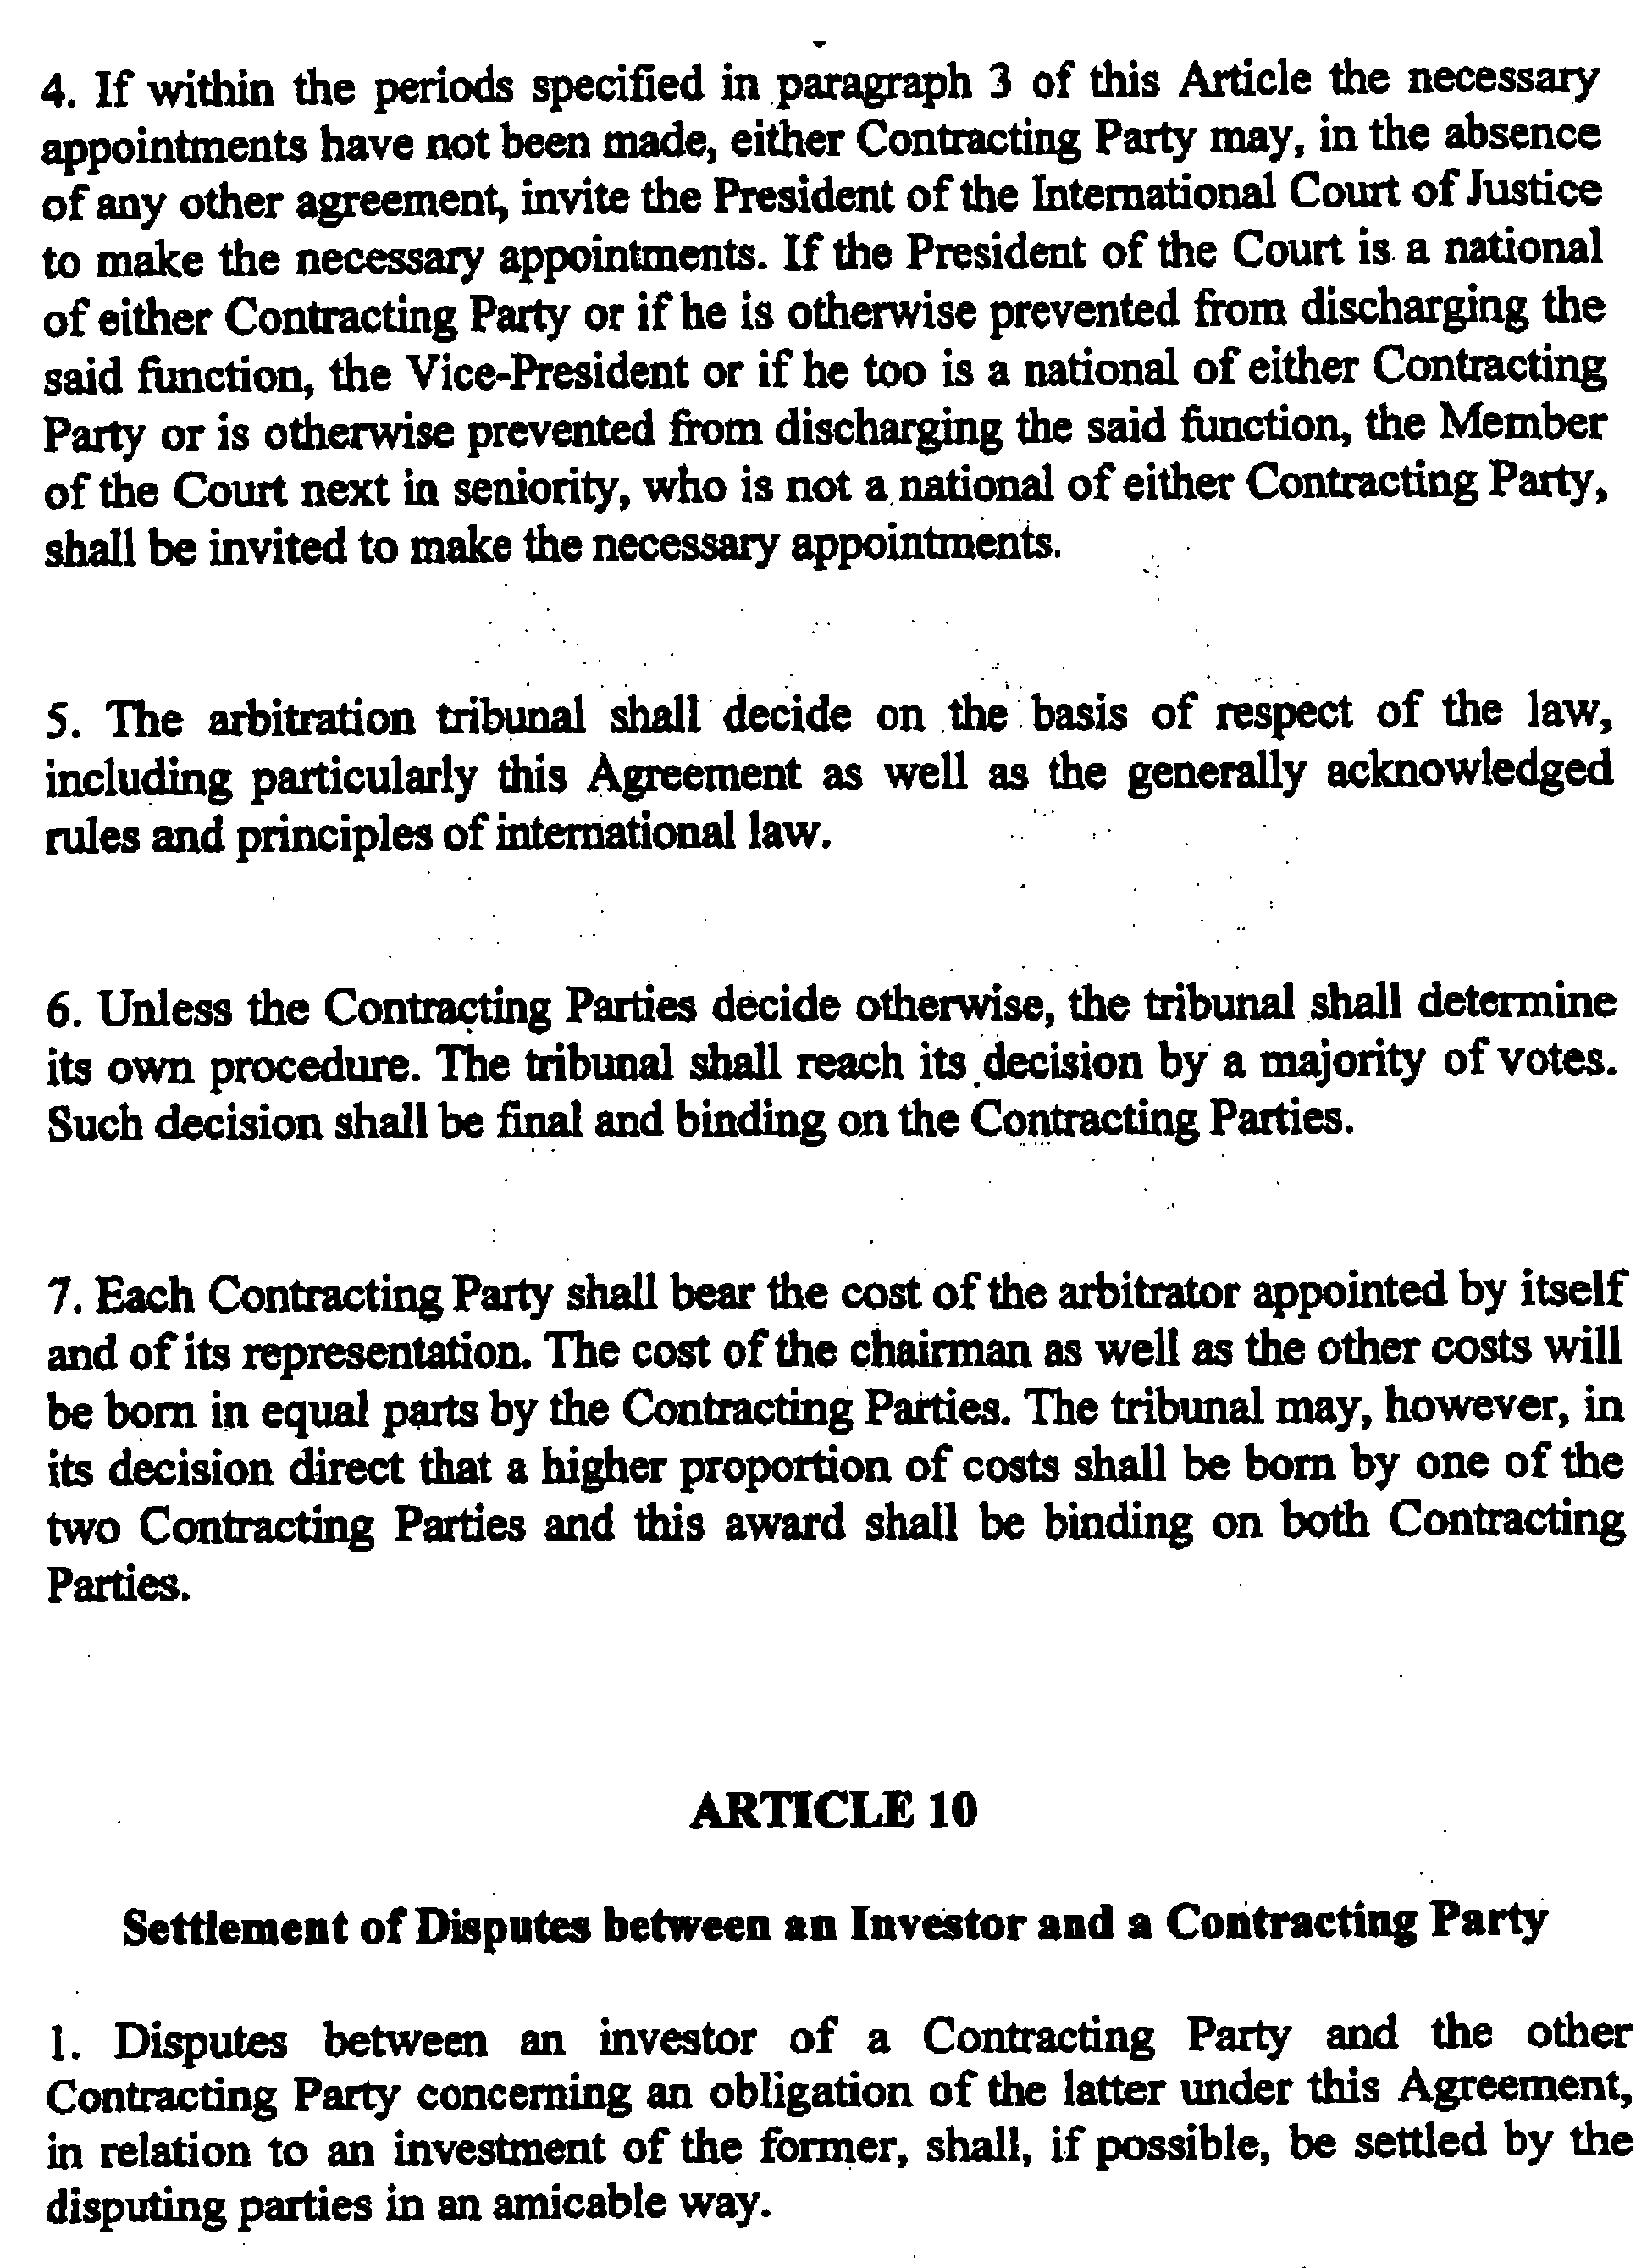 4. If within the periods specified in paragraph 3 of this Article the necessary
appointments have not been made, either Contracting Party may, in the absence
of any other agreement, invite the President of the International Court of Justice
to make the necessary appointments. If the President of the Court is a national
of either Contracting Party or if he is otherwise prevented from discharging the
said function, the Vice-President or if he too is a national of either Contracting
Party or is otherwise prevented from discharging the said function, the Member
of the Court next in seniority, who is not a national of either Contracting Party,
shall be invited to make the necessary appointments.
5. The arbitration tribunal shall decide on the basis of respect of the law,
including particularly this Agreement as well as the generally acknowledged
rules and principles of international law.
6. Unless the Contracting Parties decide otherwise, the tribunal shall determine
its own procedure. The tribunal shall reach its decision by a majority of votes.
Such decision shall be final and binding on the Contracting Parties.
7. Each Contracting Party shall bear the cost of the arbitrator appointed by itself
and of its representation. The cost of the chairman as well as the other costs will
be born in equal parts by the Contracting Parties. The tribunal may, however, in
its decision direct that a higher proportion of costs shall be born by one of the
two Contracting Parties and this award shall be binding on both Contracting
Parties.
ARTICLE 10
Settlement of Disputes between an Investor and a Contracting Party
1. Disputes between an investor of a Contracting Party and the other
Contracting Party concerning an obligation of the latter under this Agreement,
in relation to an investment of the former, shall, if possible, be settled by the
disputing parties in an amicable way.